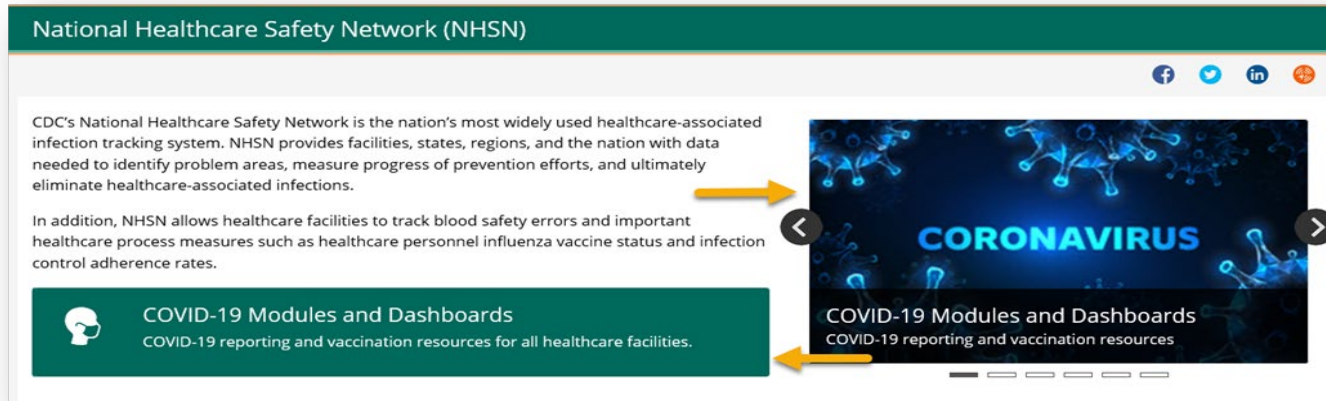 National Healthcare Safety Network (NHSN)
CDC's National Healthcare Safety Network is the nation's most widely used healthcare-associated
infection tracking system. NHSN provides facilities, states, regions, and the nation with data
needed to identify problem areas, measure progress of prevention efforts, and ultimately
eliminate healthcare-associated infections.
In addition, NHSN allows healthcare facilities to track blood safety errors and important
healthcare process measures such as healthcare personnel influenza vaccine status and infection
control adherence rates.
COVID-19 Modules and Dashboards
COVID-19 reporting and vaccination resources for all healthcare facilities.
CORONAVIRUS
COVID-19 Modules and Dashboards
COVID-19 reporting and vaccination resources